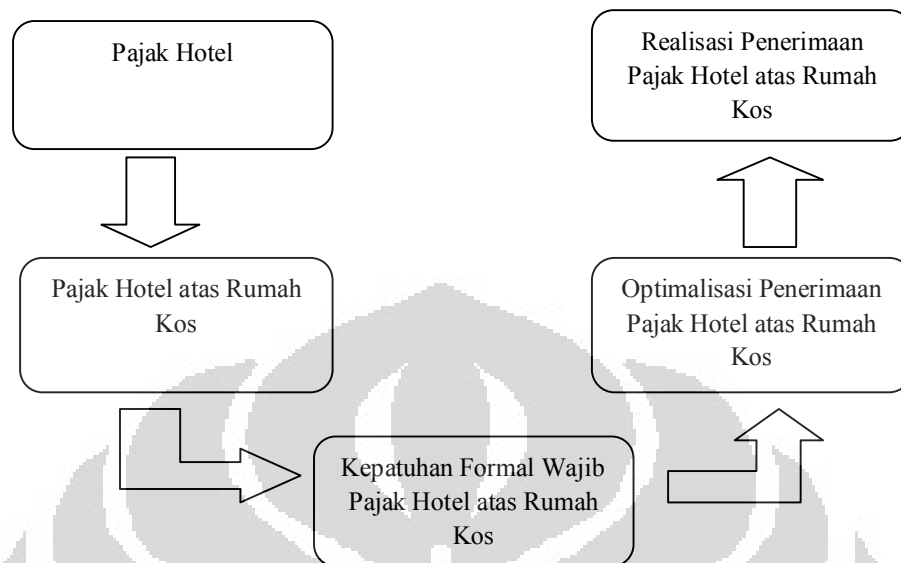 Pajak Hotel
Pajak Hotel atas Rumah
Kos
Kepatuhan Formal Wajib
Pajak Hotel atas Rumah
Kos
Optimalisasi Penerimaan
Pajak Hotel atas Rumah
Kos
Realisasi Penerimaan
Pajak Hotel atas Rumah
Kos